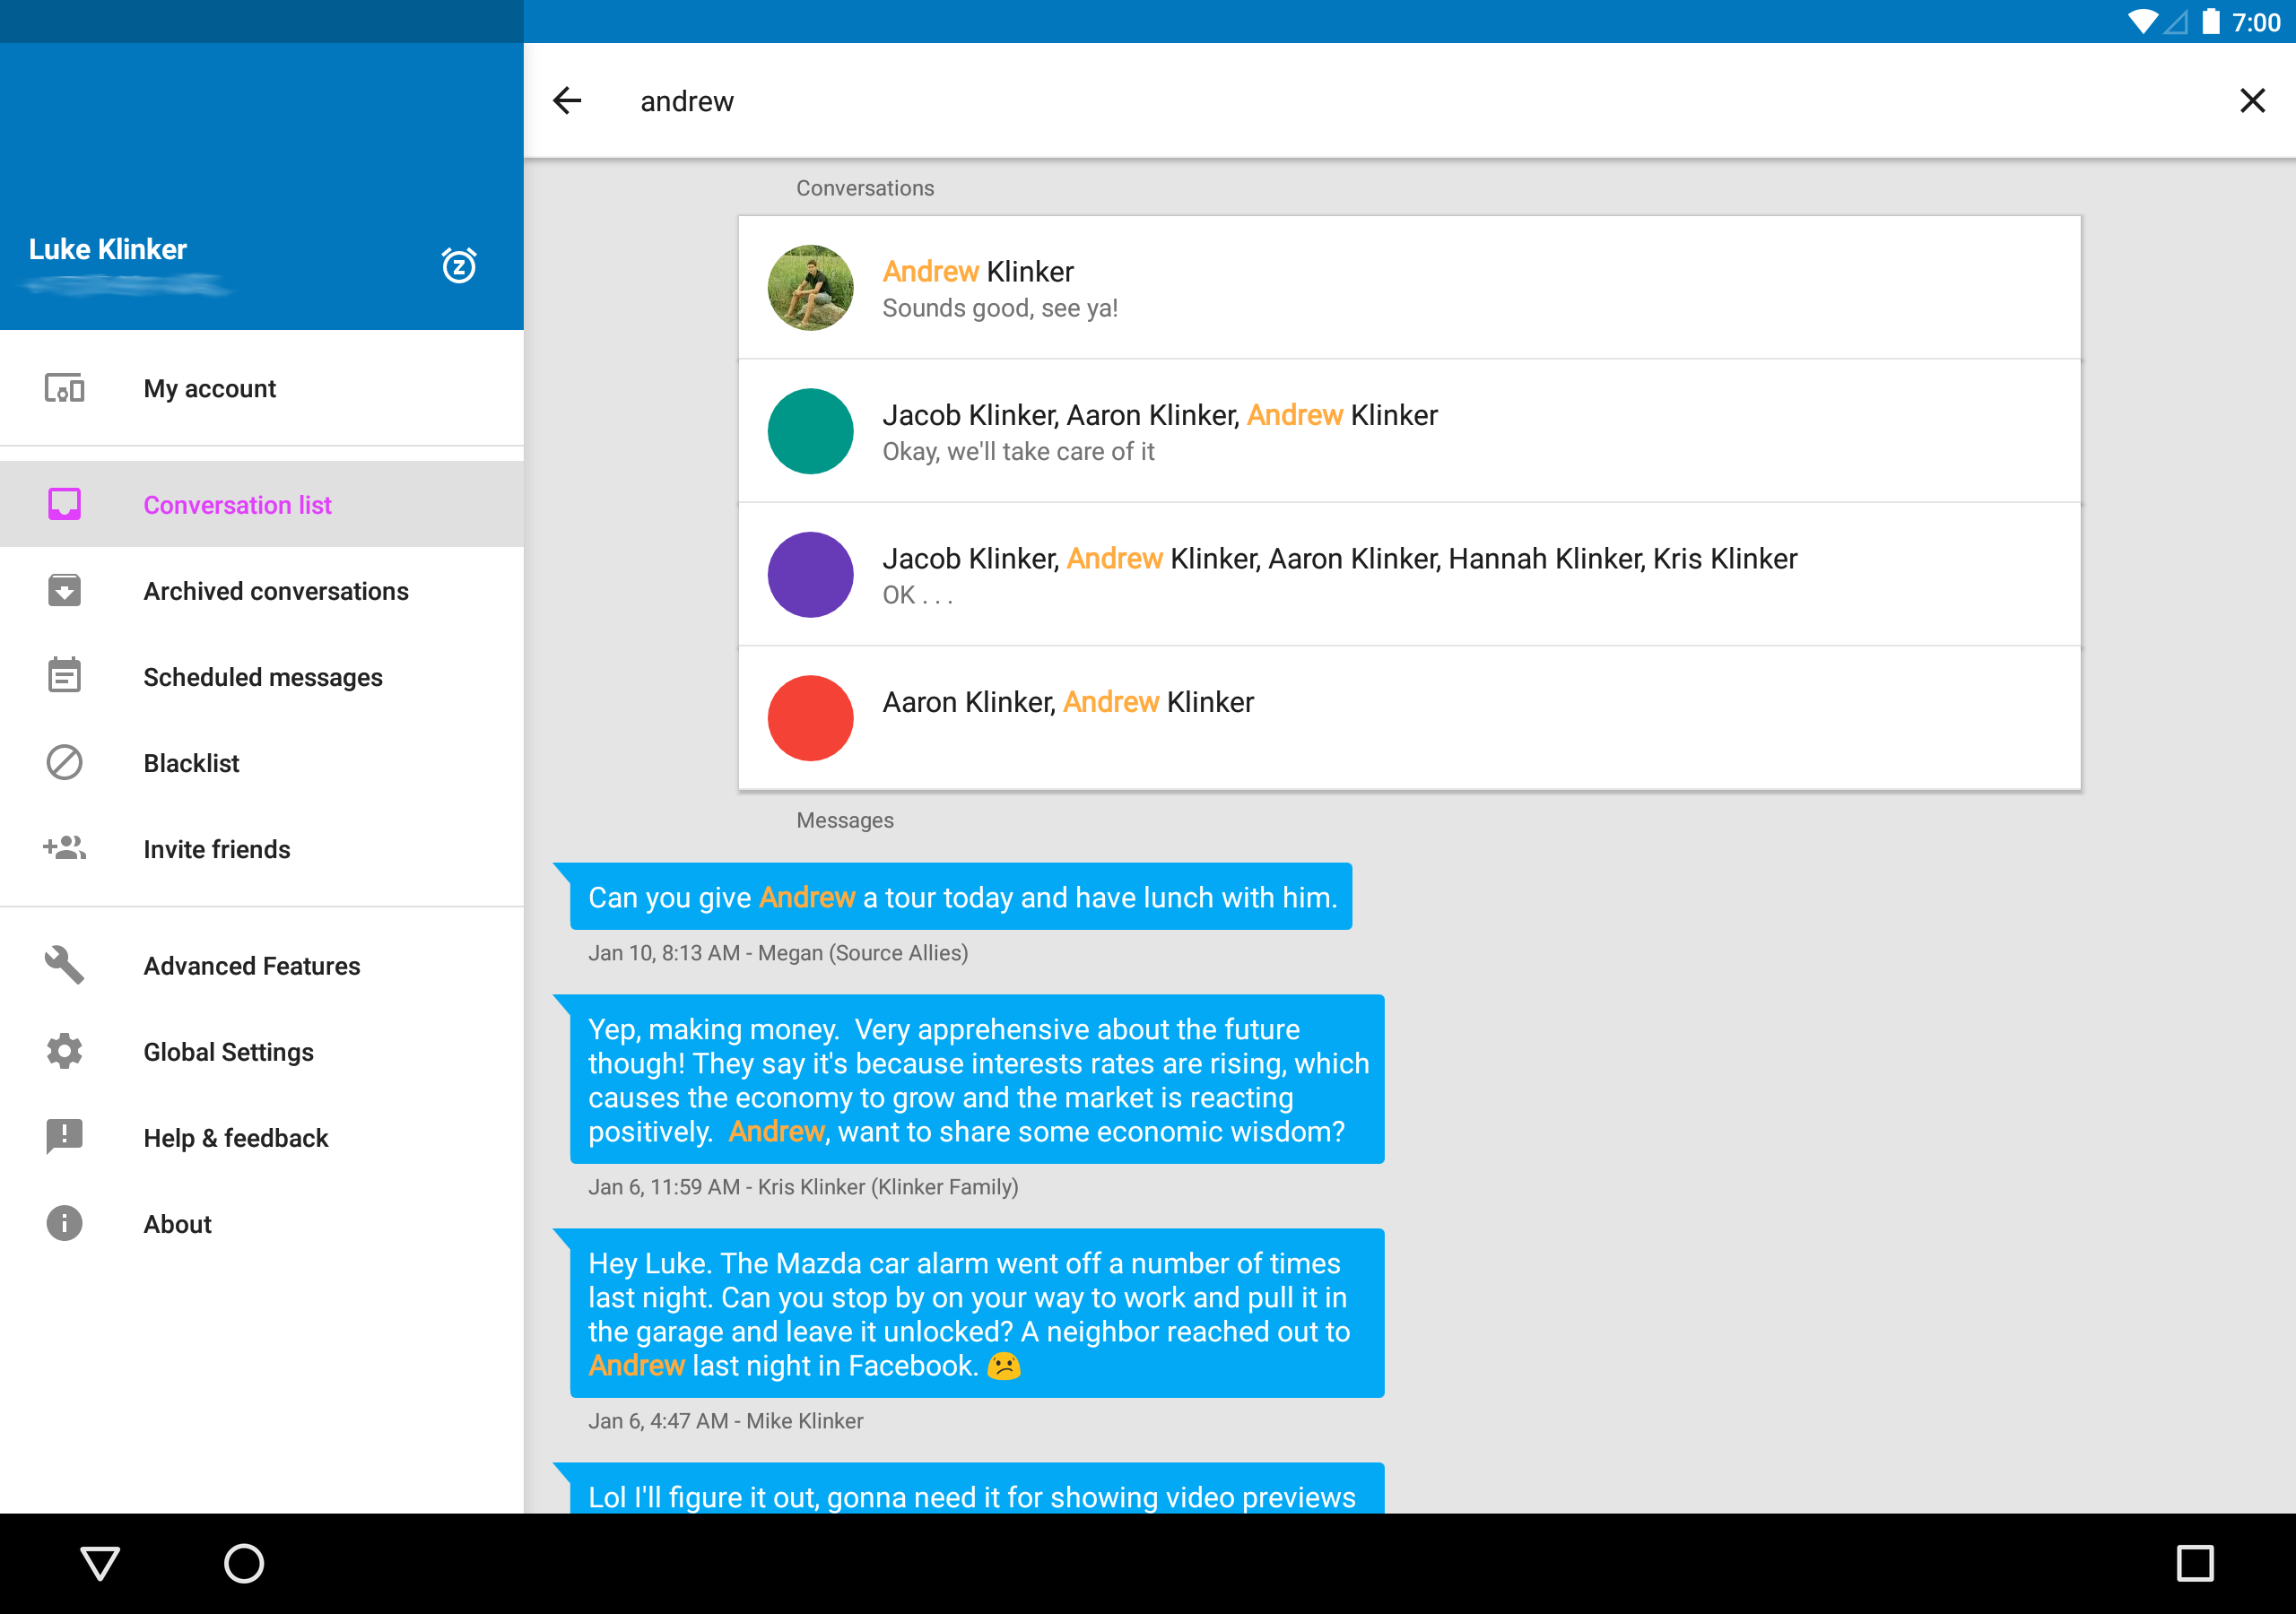 7:00
Luke Klinker
My account
Conversation list
Archived conversations
Scheduled messages
Blacklist
Invite friends
Advanced Features
Global Settings
Help & feedback
About
andrew
Conversations
Andrew Klinker
Sounds good, see ya!
Jacob Klinker, Aaron Klinker, Andrew Klinker
Okay, we'll take care of it
Jacob Klinker, Andrew Klinker, Aaron Klinker, Hannah Klinker, Kris Klinker
OK . . .
Aaron Klinker, Andrew Klinker
Messages
Can you give Andrew a tour today and have lunch with him.
Jan 10, 8:13 AM - Megan (Source Allies)
Yep, making money.  Very apprehensive about the future
though! They say it's because interests rates are rising, which
causes the economy to grow and the market is reacting
positively.  Andrew, want to share some economic wisdom?
Jan 6, 11:59 AM - Kris Klinker (Klinker Family)
Hey Luke. The Mazda car alarm went off a number of times
last night. Can you stop by on your way to work and pull it in
the garage and leave it unlocked? A neighbor reached out to
Andrew last night in Facebook. 😕
Jan 6, 4:47 AM - Mike Klinker
Lol I'll figure it out, gonna need it for showing video previews